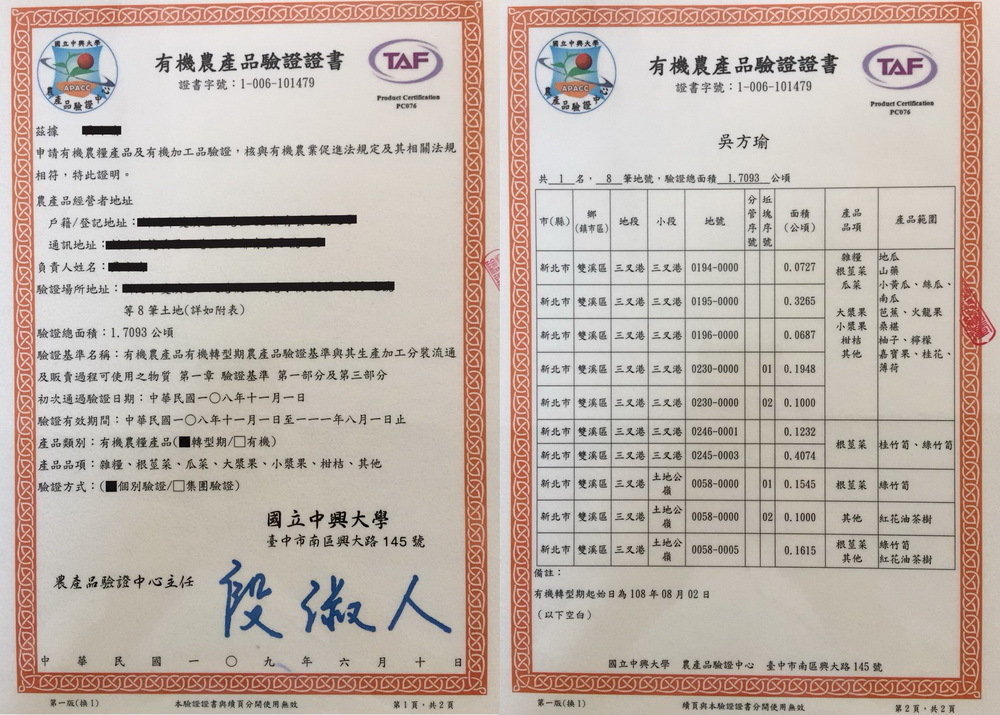 國立中興大學
APACC
農產品驗證中心
有機農產品驗證證書
證書字號：1-006-101479
TAF
Product Certification
PC076
茲據
申請有機農糧產品及有機加工品驗證，核與有機農業促進法規定及其相關法規
相符，特此證明。
農產品經營者地址
戶籍/登記地址：
通訊地址：
負責人姓名：
驗證場所地址：
等8筆土地(詳如附表)
驗證總面積：1.7093 公頃
驗證基準名稱：有機農產品有機轉型期農產品驗證基準與其生產加工分裝流通
及販賣過程可使用之物質 第一章 驗證基準 第一部分及第三部分
初次通過驗證日期：中華民國一〇八年十一月一日
驗證有效期間：中華民國一〇八年十一月一日至一一一年八月一日止
產品類別：有機農糧產品(■轉型期/□有機)
產品品項：雜糧、根莖菜、瓜菜、大漿果、小漿果、柑桔、其他
驗證方式：(■個別驗證/□集團驗證)
國立中興大學
臺中市南區興大路 145 號
農產品驗證中心主任
段淑人
中華民國一〇九年六月十日
第一版(換1)
本驗證證書與續頁分開使用無效
第1頁，共2頁
國立中興大學
APACC
農產品驗證中心
有機農產品驗證證書
證書字號：1-006-101479
TAF
Product Certification
PC076
吳方瑜
共 1 名， 8 筆地號，驗證總面積 1.7093 公頃
市(縣) 鄉(鎮市區) 地段 小段 地號 分管序號 坵塊序號 面積(公頃) 產品品項 產品範圍
新北市 雙溪區 三叉港 三叉港 0194-0000 0.0727
新北市 雙溪區 三叉港 三叉港 0195-0000 0.3265
新北市 雙溪區 三叉港 三叉港 0196-0000 0.0687
新北市 雙溪區 三叉港 三叉港 0230-0000 01 0.1948
新北市 雙溪區 三叉港 三叉港 0230-0000 02 0.1000
雜糧 地瓜
根莖菜 山藥
瓜菜 小黃瓜、絲瓜、
南瓜
大漿果 芭蕉、火龍果
小漿果 桑椹
柑桔 柚子、檸檬
其他 嘉寶果、桂花、
薄荷
新北市 雙溪區 三叉港 三叉港 0246-0001 0.1232
新北市 雙溪區 三叉港 三叉港 0245-0003 0.4074
根莖菜 桂竹筍、綠竹筍
新北市 雙溪區 三叉港 土地公嶺 0058-0000 01 0.1545 根莖菜 綠竹筍
新北市 雙溪區 三叉港 土地公嶺 0058-0000 02 0.1000 其他 紅花油茶樹
新北市 雙溪區 三叉港 土地公嶺 0058-0005 0.1615 根莖菜 綠竹筍
其他 紅花油茶樹
備註：
有機轉型期起始日為 108 年 08 月 02 日
(以下空白)
國立中興大學 農產品驗證中心 臺中市南區興大路 145 號
第一版(換1)
續頁與本驗證證書分開使用無效
第2頁，共2頁